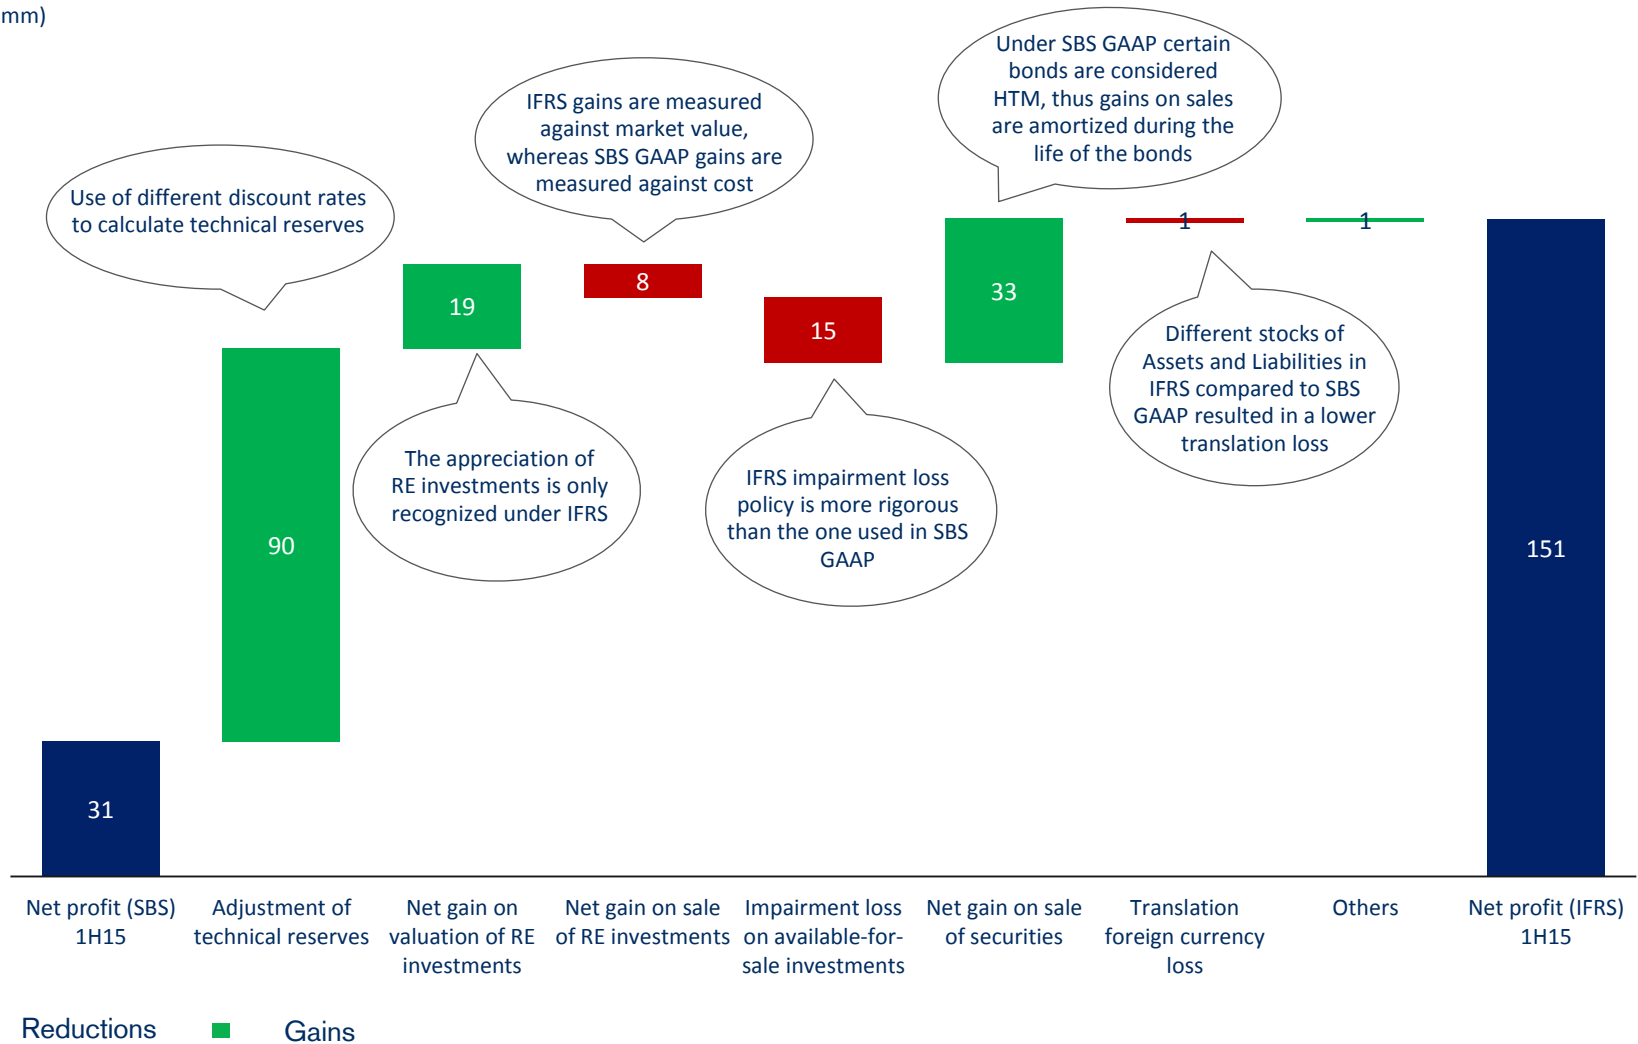 mm)
Under SBS GAAP certain
bonds are considered
HTM, thus gains on sales
are amortized during the
life of the bonds
IFRS gains are measured
against market value,
whereas SBS GAAP gains are
measured against cost
Use of different discount rates
to calculate technical reserves
1
1
8
33
19
15
Different stocks of
Assets and Liabilities in
IFRS compared to SBS
GAAP resulted in a lower
translation loss
The appreciation of
RE investments is only
recognized under IFRS
IFRS impairment loss
policy is more rigorous
than the one used in SBS
GAAP
90
151
31
Net profit (SBS)
1H15
Adjustment of
technical reserves
Net gain on
valuation of RE
investments
Net gain on sale
of RE investments
Impairment loss
on available-for-
sale investments
Net gain on sale
of securities
Translation
foreign currency
loss
Others
Net profit (IFRS)
1H15
Reductions
Gains